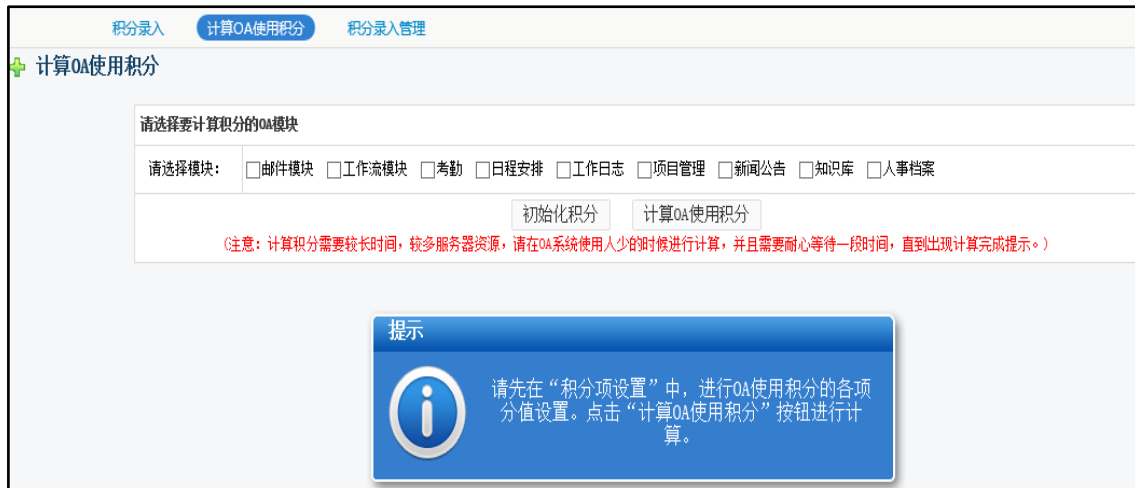 积分录入 计算OA使用积分 积分录入管理
计算OA使用积分
请选择要计算积分的OA模块
请选择模块： 邮件模块 工作流模块 考勤 日程安排 工作日志 项目管理 新闻公告 知识库 人事档案
初始化积分 计算OA使用积分
（注意：计算积分需要较长时间，较多服务器资源，请在OA系统使用人少的时候进行计算，并且需要耐心等待一段时间，直到出现计算完成提示。）
提示
请先在“积分项设置”中，进行OA使用积分的各项
分值设置。点击“计算OA使用积分”按钮进行计
算。